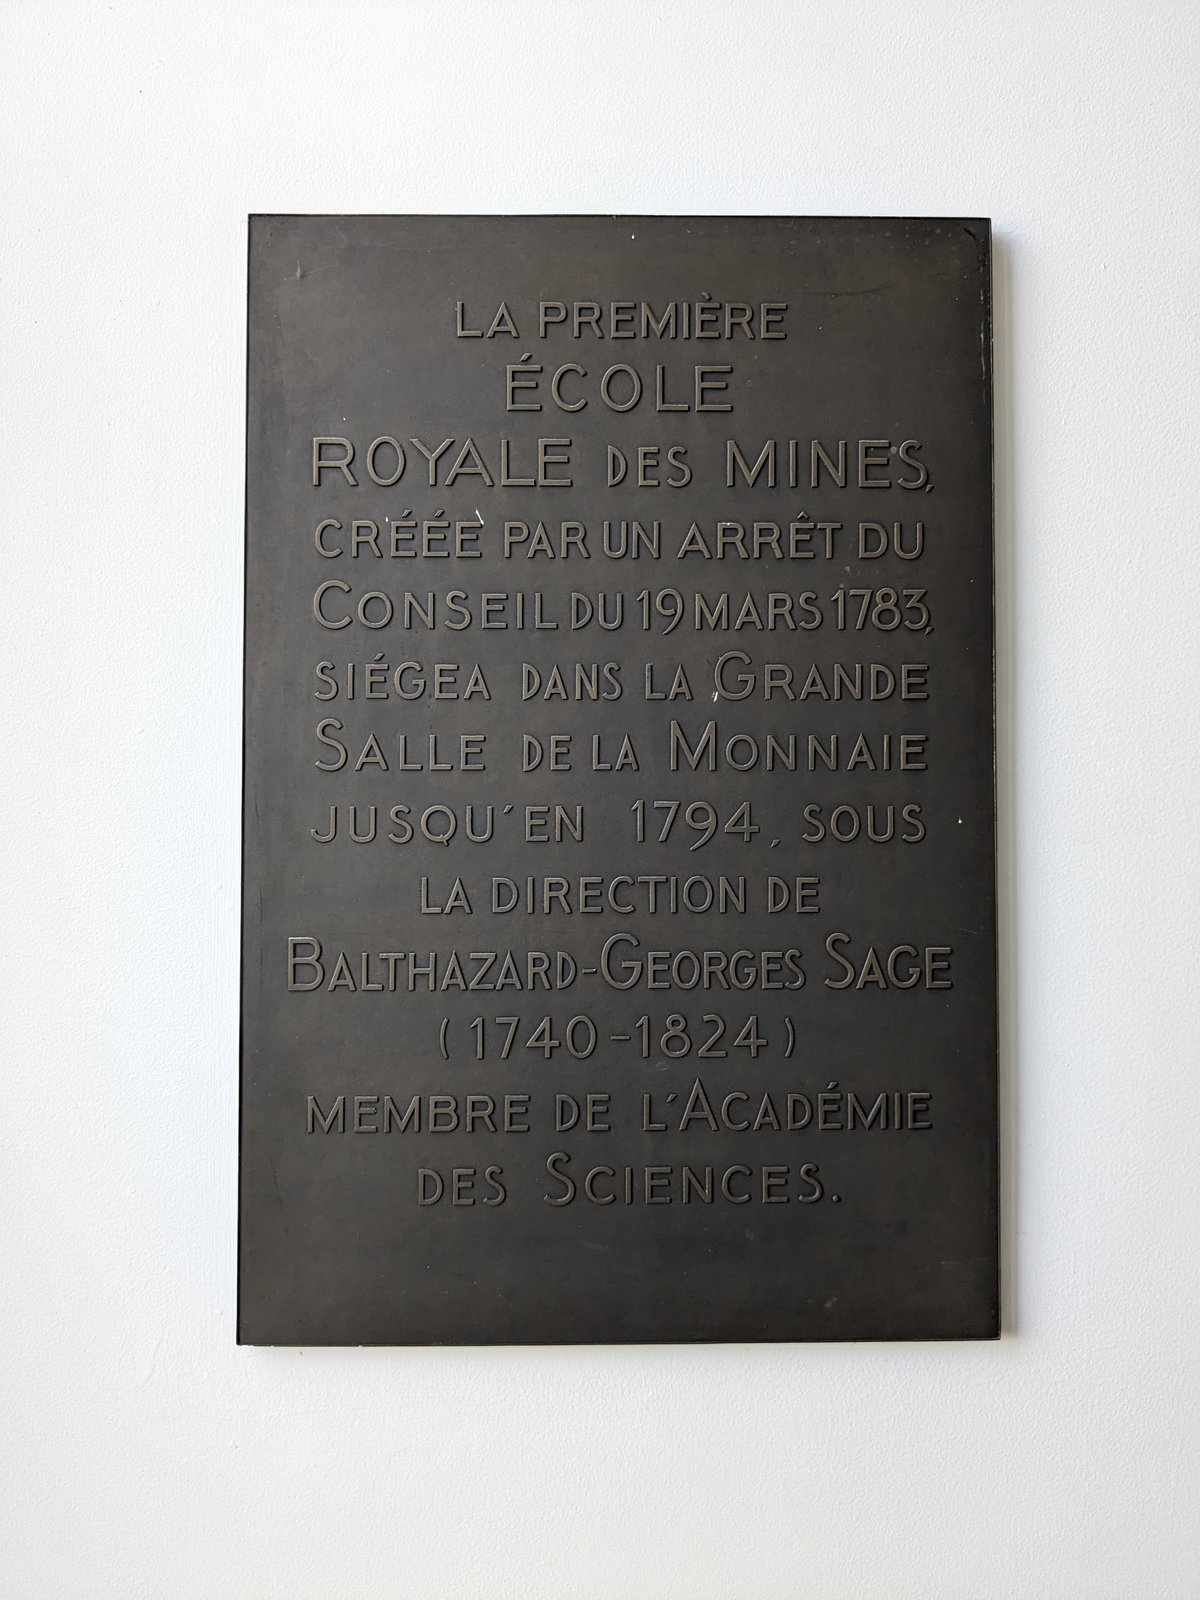 LA PREMIÈRE
ÉCOLE
ROYALE DES MINES,
CRÉÉE PAR UN ARRÊT DU
CONSEIL DU 19 MARS 1783,
SIÉGEA DANS LA GRANDE
SALLE DE LA MONNAIE
JUSQU'EN 1794, SOUS
LA DIRECTION DE
BALTHAZARD-GEORGES SAGE
(1740-1824)
MEMBRE DE L'ACADÉMIE
DES SCIENCES.